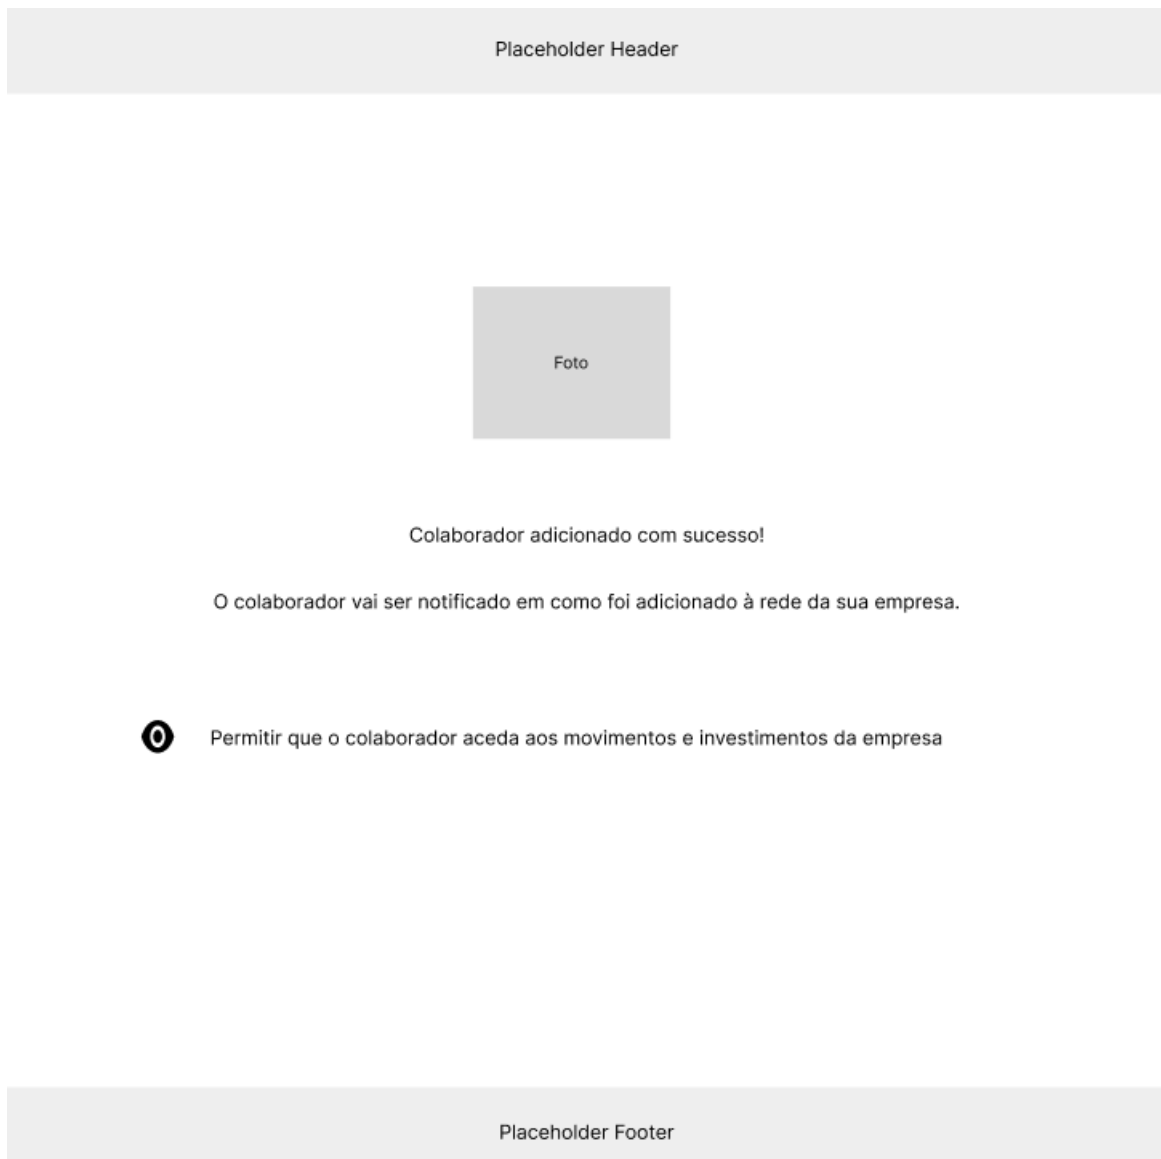 Placeholder Header
Foto
Colaborador adicionado com sucesso!
O colaborador vai ser notificado em como foi adicionado à rede da sua empresa.
Permitir que o colaborador aceda aos movimentos e investimentos da empresa
Placeholder Footer